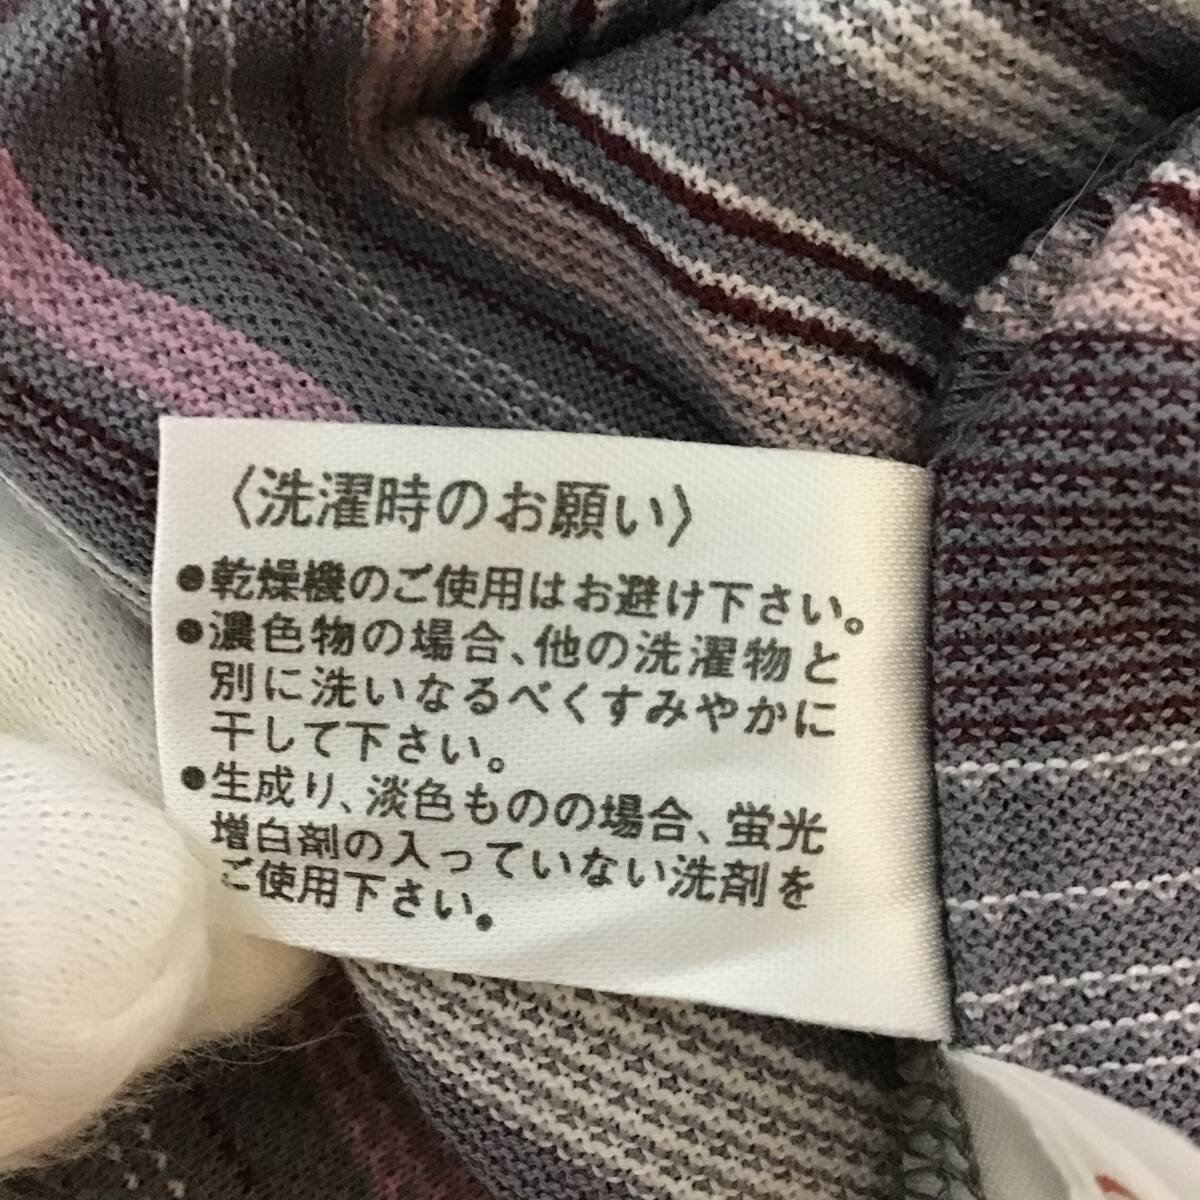 〈洗濯時のお願い〉
●乾燥機のご使用はお避け下さい。
●濃色物の場合、他の洗濯物と
別に洗いなるべくすみやかに
干して下さい。
●生成り、淡色ものの場合、蛍光
増白剤の入っていない洗剤を
ご使用下さい。